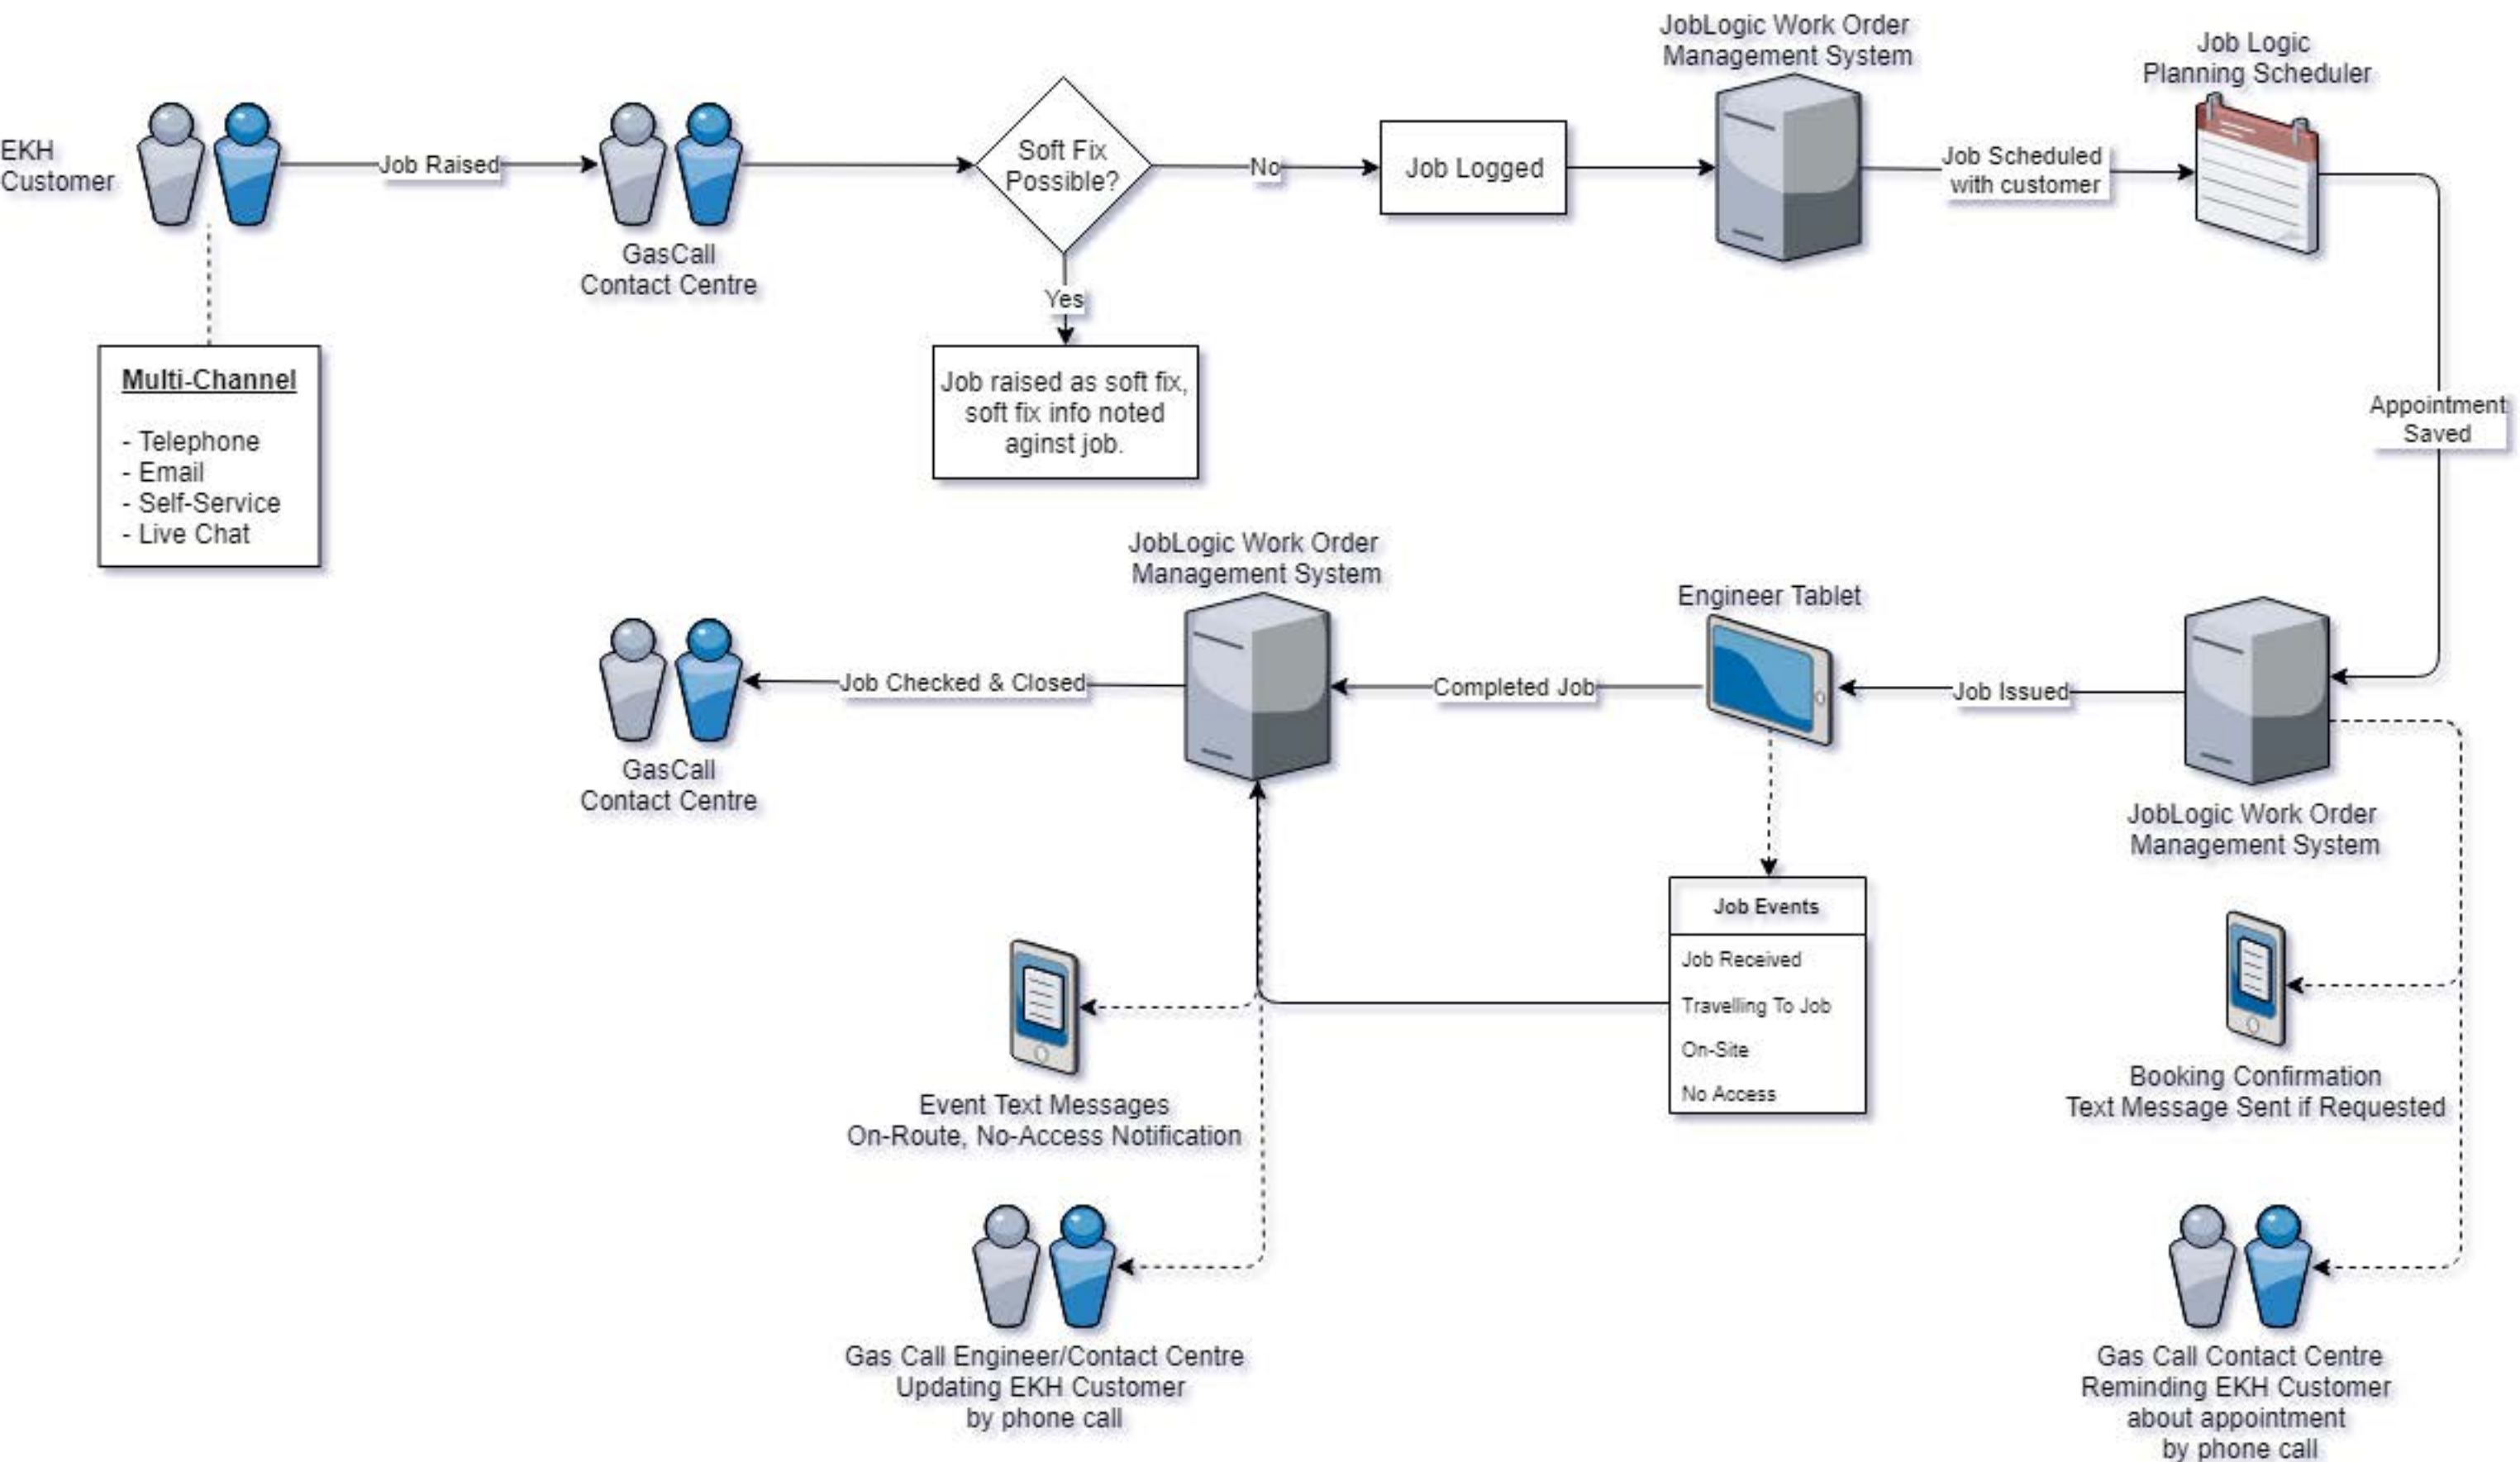 JobLogic Work Order
Management System
Job Logic
Planning Scheduler
EKH
Customer
Job Raised
GasCall
Contact Centre
Soft Fix
Possible?
No
Job Logged
Job Scheduled
with customer
Yes
Multi-Channel
- Telephone
- Email
- Self-Service
- Live Chat
Job raised as soft fix,
soft fix info noted
aginst job.
Appointment
Saved
JobLogic Work Order
Management System
Engineer Tablet
Job Checked & Closed
Completed Job
Job Issued
GasCall
Contact Centre
JobLogic Work Order
Management System
Job Events
Job Received
Travelling To Job
On-Site
No Access
Event Text Messages
On-Route, No-Access Notification
Booking Confirmation
Text Message Sent if Requested
Gas Call Engineer/Contact Centre
Updating EKH Customer
by phone call
Gas Call Contact Centre
Reminding EKH Customer
about appointment
by phone call